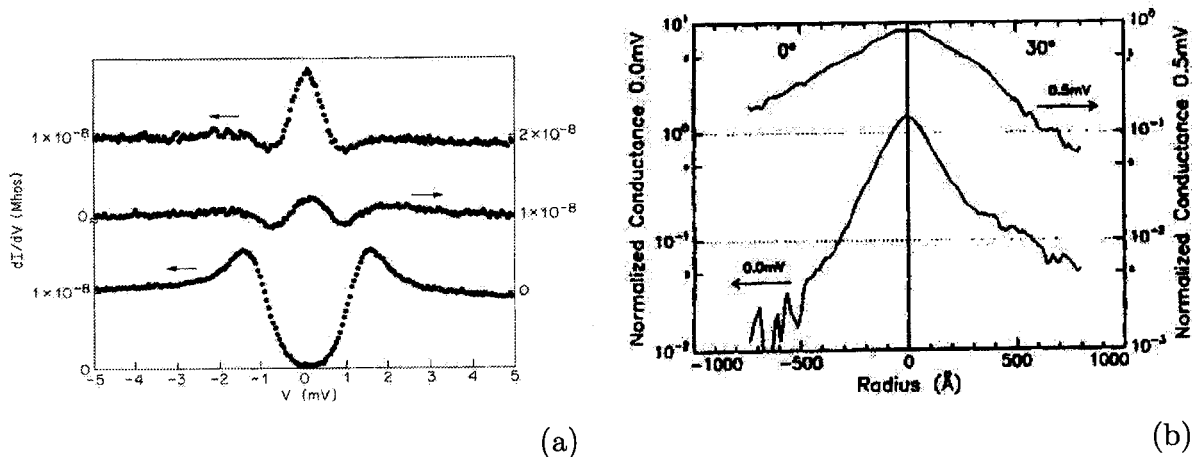 dI/dV (Mhos)
1×10⁻⁸
2×10⁻⁸
0
1×10⁻⁸
1×10⁻⁸
0
0
-5 -4 -3 -2 -1 0 1 2 3 4 5
V (mV)
(a)
Normalized Conductance 0.0mV
10¹
10⁰
10⁻¹
10⁻²
0°
30°
0.5mV
0.0mV
10⁰
10⁻¹
10⁻²
10⁻³
Normalized Conductance 0.5mV
-1000 -500 0 500 1000
Radius (Å)
(b)